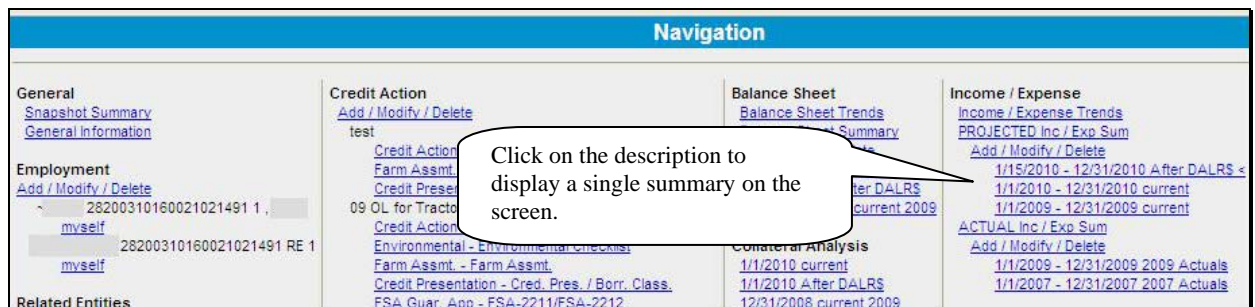 Navigation
General
Snapshot Summary
General Information
Employment
Add / Modify / Delete
~ 28200310160021021491 1 ,
myself
28200310160021021491 RE 1
myself
Related Entities
Credit Action
Add / Modify / Delete
test
Credit Action
Farm Assmt.
Credit
09 OL for
Credit Action
Environmental - Environmental Checklist
Farm Assmt. - Farm Assmt.
Credit Presentation - Cred. Pres. / Borr. Class.
FSA Guar. App - FSA-2211/FSA-2212
Click on the description to
display a single summary on the
screen.
Balance Sheet
Balance Sheet Trends
Summary
DALR$
current 2009
Collateral Analysis
1/1/2010 current
1/1/2010 After DALR$
12/31/2008 current 2009
Income / Expense
Income / Expense Trends
PROJECTED Inc / Exp Sum
Add / Modify / Delete
1/15/2010 - 12/31/2010 After DALR$ <
1/1/2010 - 12/31/2010 current
1/1/2009 - 12/31/2009 current
ACTUAL Inc / Exp Sum
Add / Modify / Delete
1/1/2009 - 12/31/2009 2009 Actuals
1/1/2007 - 12/31/2007 2007 Actuals